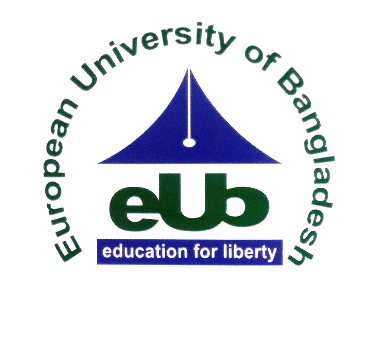 European University of Bangladesh
eUb
education for liberty